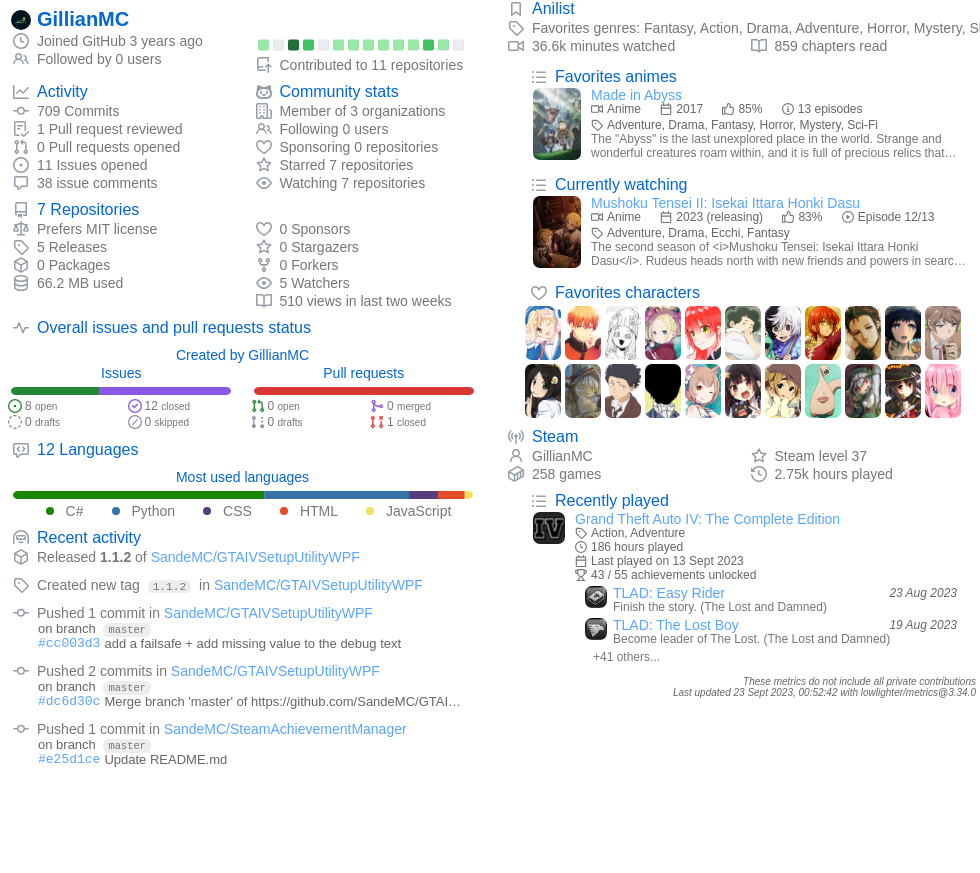 GillianMC
Joined GitHub 3 years ago
Followed by 0 users
Contributed to 11 repositories
Activity
709 Commits
1 Pull request reviewed
0 Pull requests opened
11 Issues opened
38 issue comments
Community stats
Member of 3 organizations
Following 0 users
Sponsoring 0 repositories
Starred 7 repositories
Watching 7 repositories
7 Repositories
Prefers MIT license
5 Releases
0 Packages
66.2 MB used
0 Sponsors
0 Stargazers
0 Forkers
5 Watchers
510 views in last two weeks
Overall issues and pull requests status
Created by GillianMC
Issues
8 open
12 closed
0 drafts
0 skipped
Pull requests
0 open
0 merged
0 drafts
1 closed
12 Languages
Most used languages
C# Python CSS HTML JavaScript
Recent activity
Released 1.1.2 of SandeMC/GTAIVSetupUtilityWPF
Created new tag 1.1.2 in SandeMC/GTAIVSetupUtilityWPF
Pushed 1 commit in SandeMC/GTAIVSetupUtilityWPF
on branch master
#cc003d3 add a failsafe + add missing value to the debug text
Pushed 2 commits in SandeMC/GTAIVSetupUtilityWPF
on branch master
#dc6d30c Merge branch 'master' of https://github.com/SandeMC/GTAI…
Pushed 1 commit in SandeMC/SteamAchievementManager
on branch master
#e25d1ce Update README.md
Anilist
Favorites genres: Fantasy, Action, Drama, Adventure, Horror, Mystery, S
36.6k minutes watched
859 chapters read
Favorites animes
Made in Abyss
Anime 2017 85% 13 episodes
Adventure, Drama, Fantasy, Horror, Mystery, Sci-Fi
The "Abyss" is the last unexplored place in the world. Strange and
wonderful creatures roam within, and it is full of precious relics that…
Currently watching
Mushoku Tensei II: Isekai Ittara Honki Dasu
Anime 2023 (releasing) 83% Episode 12/13
Adventure, Drama, Ecchi, Fantasy
The second season of <i>Mushoku Tensei: Isekai Ittara Honki
Dasu</i>. Rudeus heads north with new friends and powers in searc…
Favorites characters
Steam
GillianMC
Steam level 37
258 games
2.75k hours played
Recently played
IV
Grand Theft Auto IV: The Complete Edition
Action, Adventure
186 hours played
Last played on 13 Sept 2023
43 / 55 achievements unlocked
TLAD: Easy Rider 23 Aug 2023
Finish the story. (The Lost and Damned)
TLAD: The Lost Boy 19 Aug 2023
Become leader of The Lost. (The Lost and Damned)
+41 others...
These metrics do not include all private contributions
Last updated 23 Sept 2023, 00:52:42 with lowlighter/metrics@3.34.0